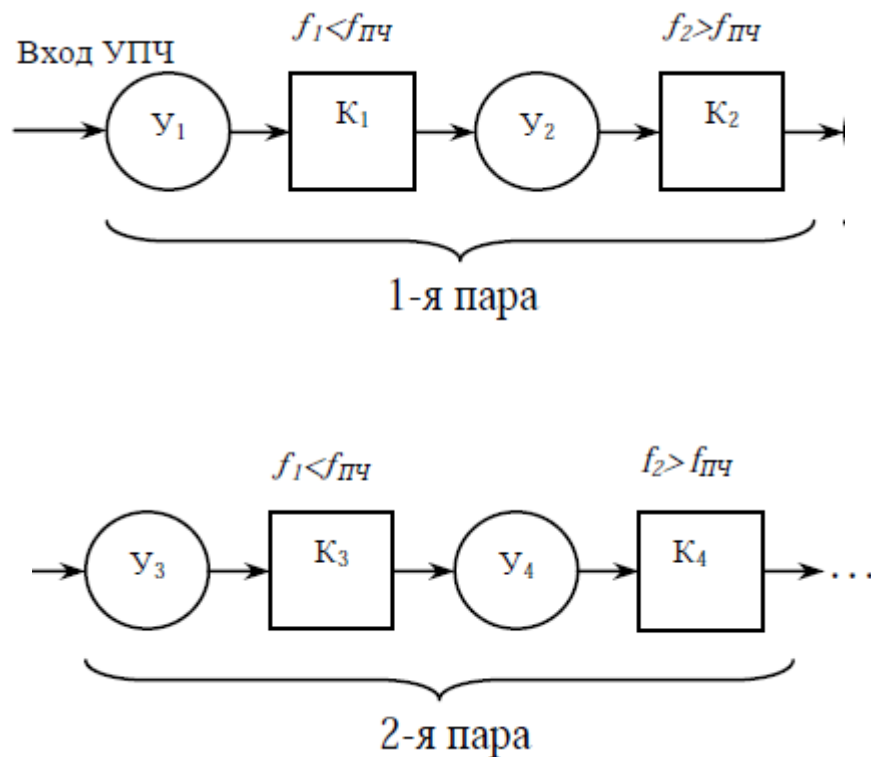 f₁<fПЧ f₂>fПЧ
Вход УПЧ
У₁ К₁ У₂ К₂
1-я пара
f₁<fПЧ f₂>fПЧ
У₃ К₃ У₄ К₄ ...
2-я пара